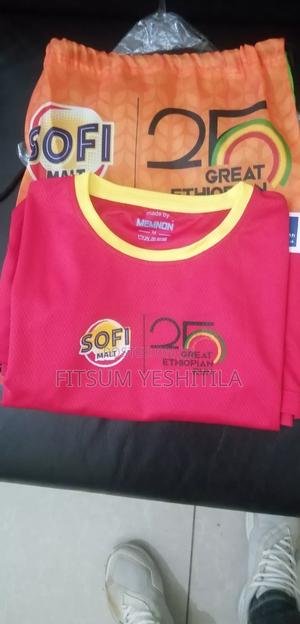 SOFI
MALT
25
GREAT
ETHIOPIAN
made by
MEMNON
M
SOFI
MALT
25
GREAT
ETHIOPIAN
FITSUM YESHITILA